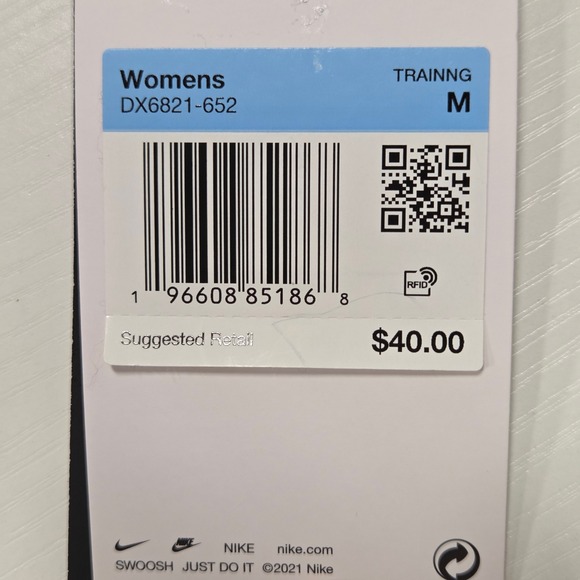 Womens
TRAINNG
DX6821-652
M
1 96608 85186 8
RFID
Suggested Retail
$40.00
NIKE
NIKE nike.com
SWOOSH JUST DO IT ©2021 Nike